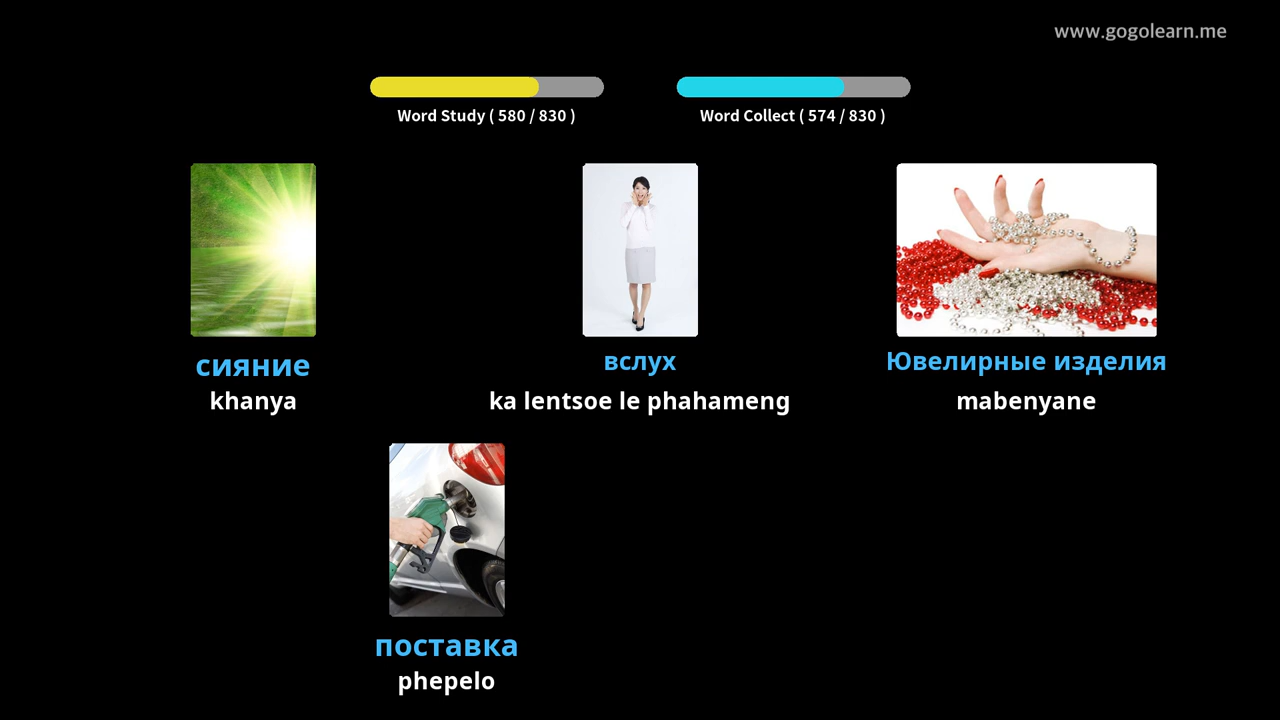 www.gogolearn.me
Word Study ( 580 / 830 )
Word Collect ( 574 / 830 )
сияние
khanya
вслух
ka lentsoe le phahameng
Ювелирные изделия
mabenyane
поставка
phepelo